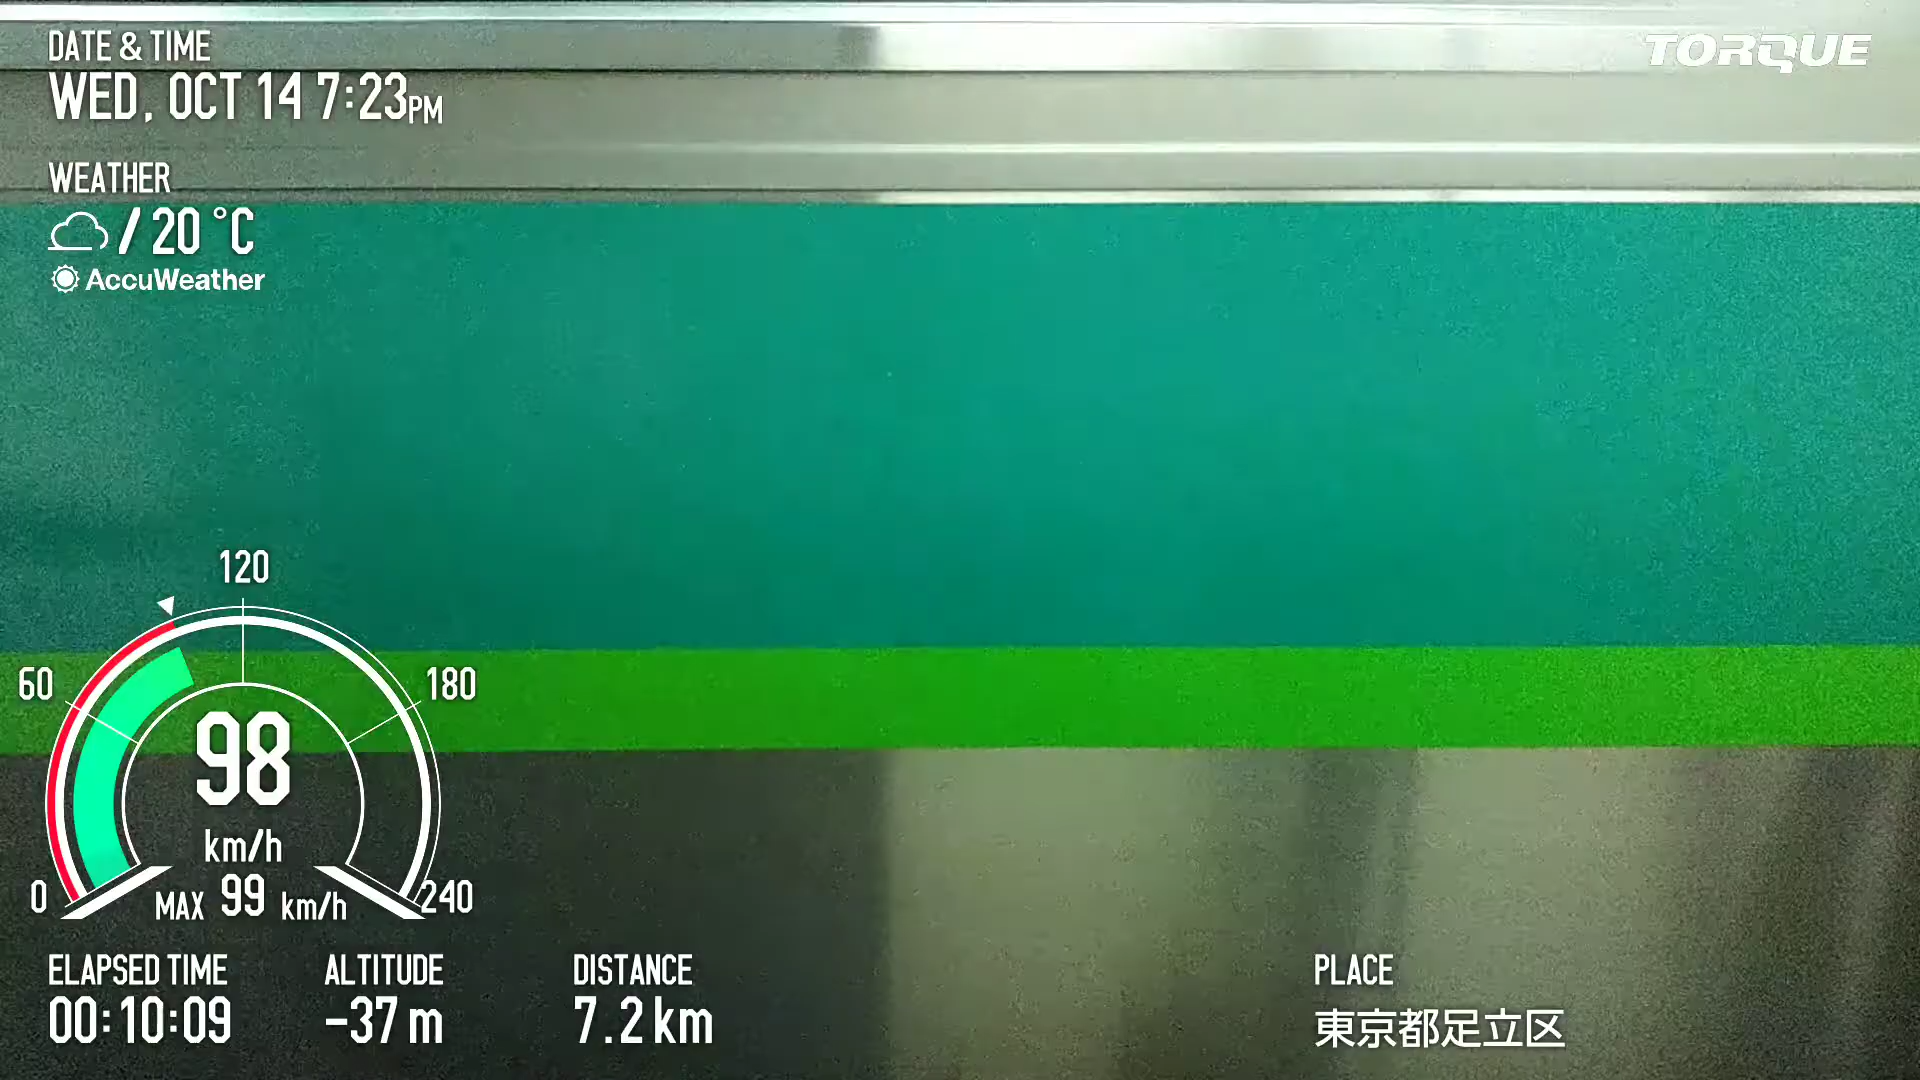 DATE & TIME
WED, OCT 14 7:23PM
TORQUE
WEATHER
/ 20 °C
AccuWeather
120
60
180
98
km/h
0
MAX 99 km/h
240
ELAPSED TIME
00:10:09
ALTITUDE
-37 m
DISTANCE
7.2 km
PLACE
東京都足立区